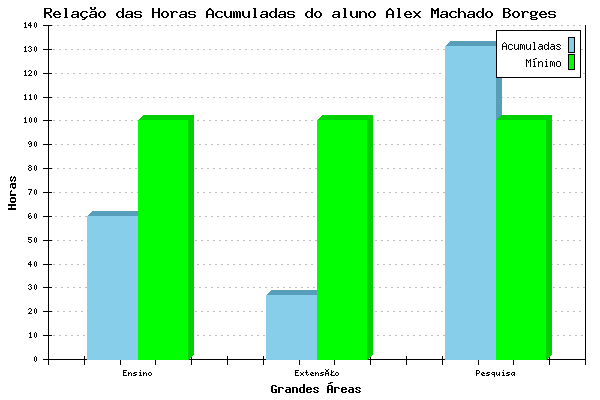 Relação das Horas Acumuladas do aluno Alex Machado Borges
Acumuladas
Mínimo
Horas
140
130
120
110
100
90
80
70
60
50
40
30
20
10
0
Ensino
Extensão
Pesquisa
Grandes Áreas